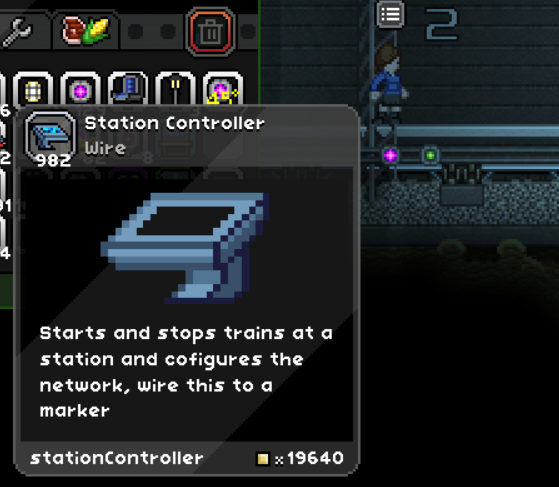 2
Station Controller
Wire
982
Starts and stops trains at a
station and cofigures the
network, wire this to a
marker
stationController
x19640